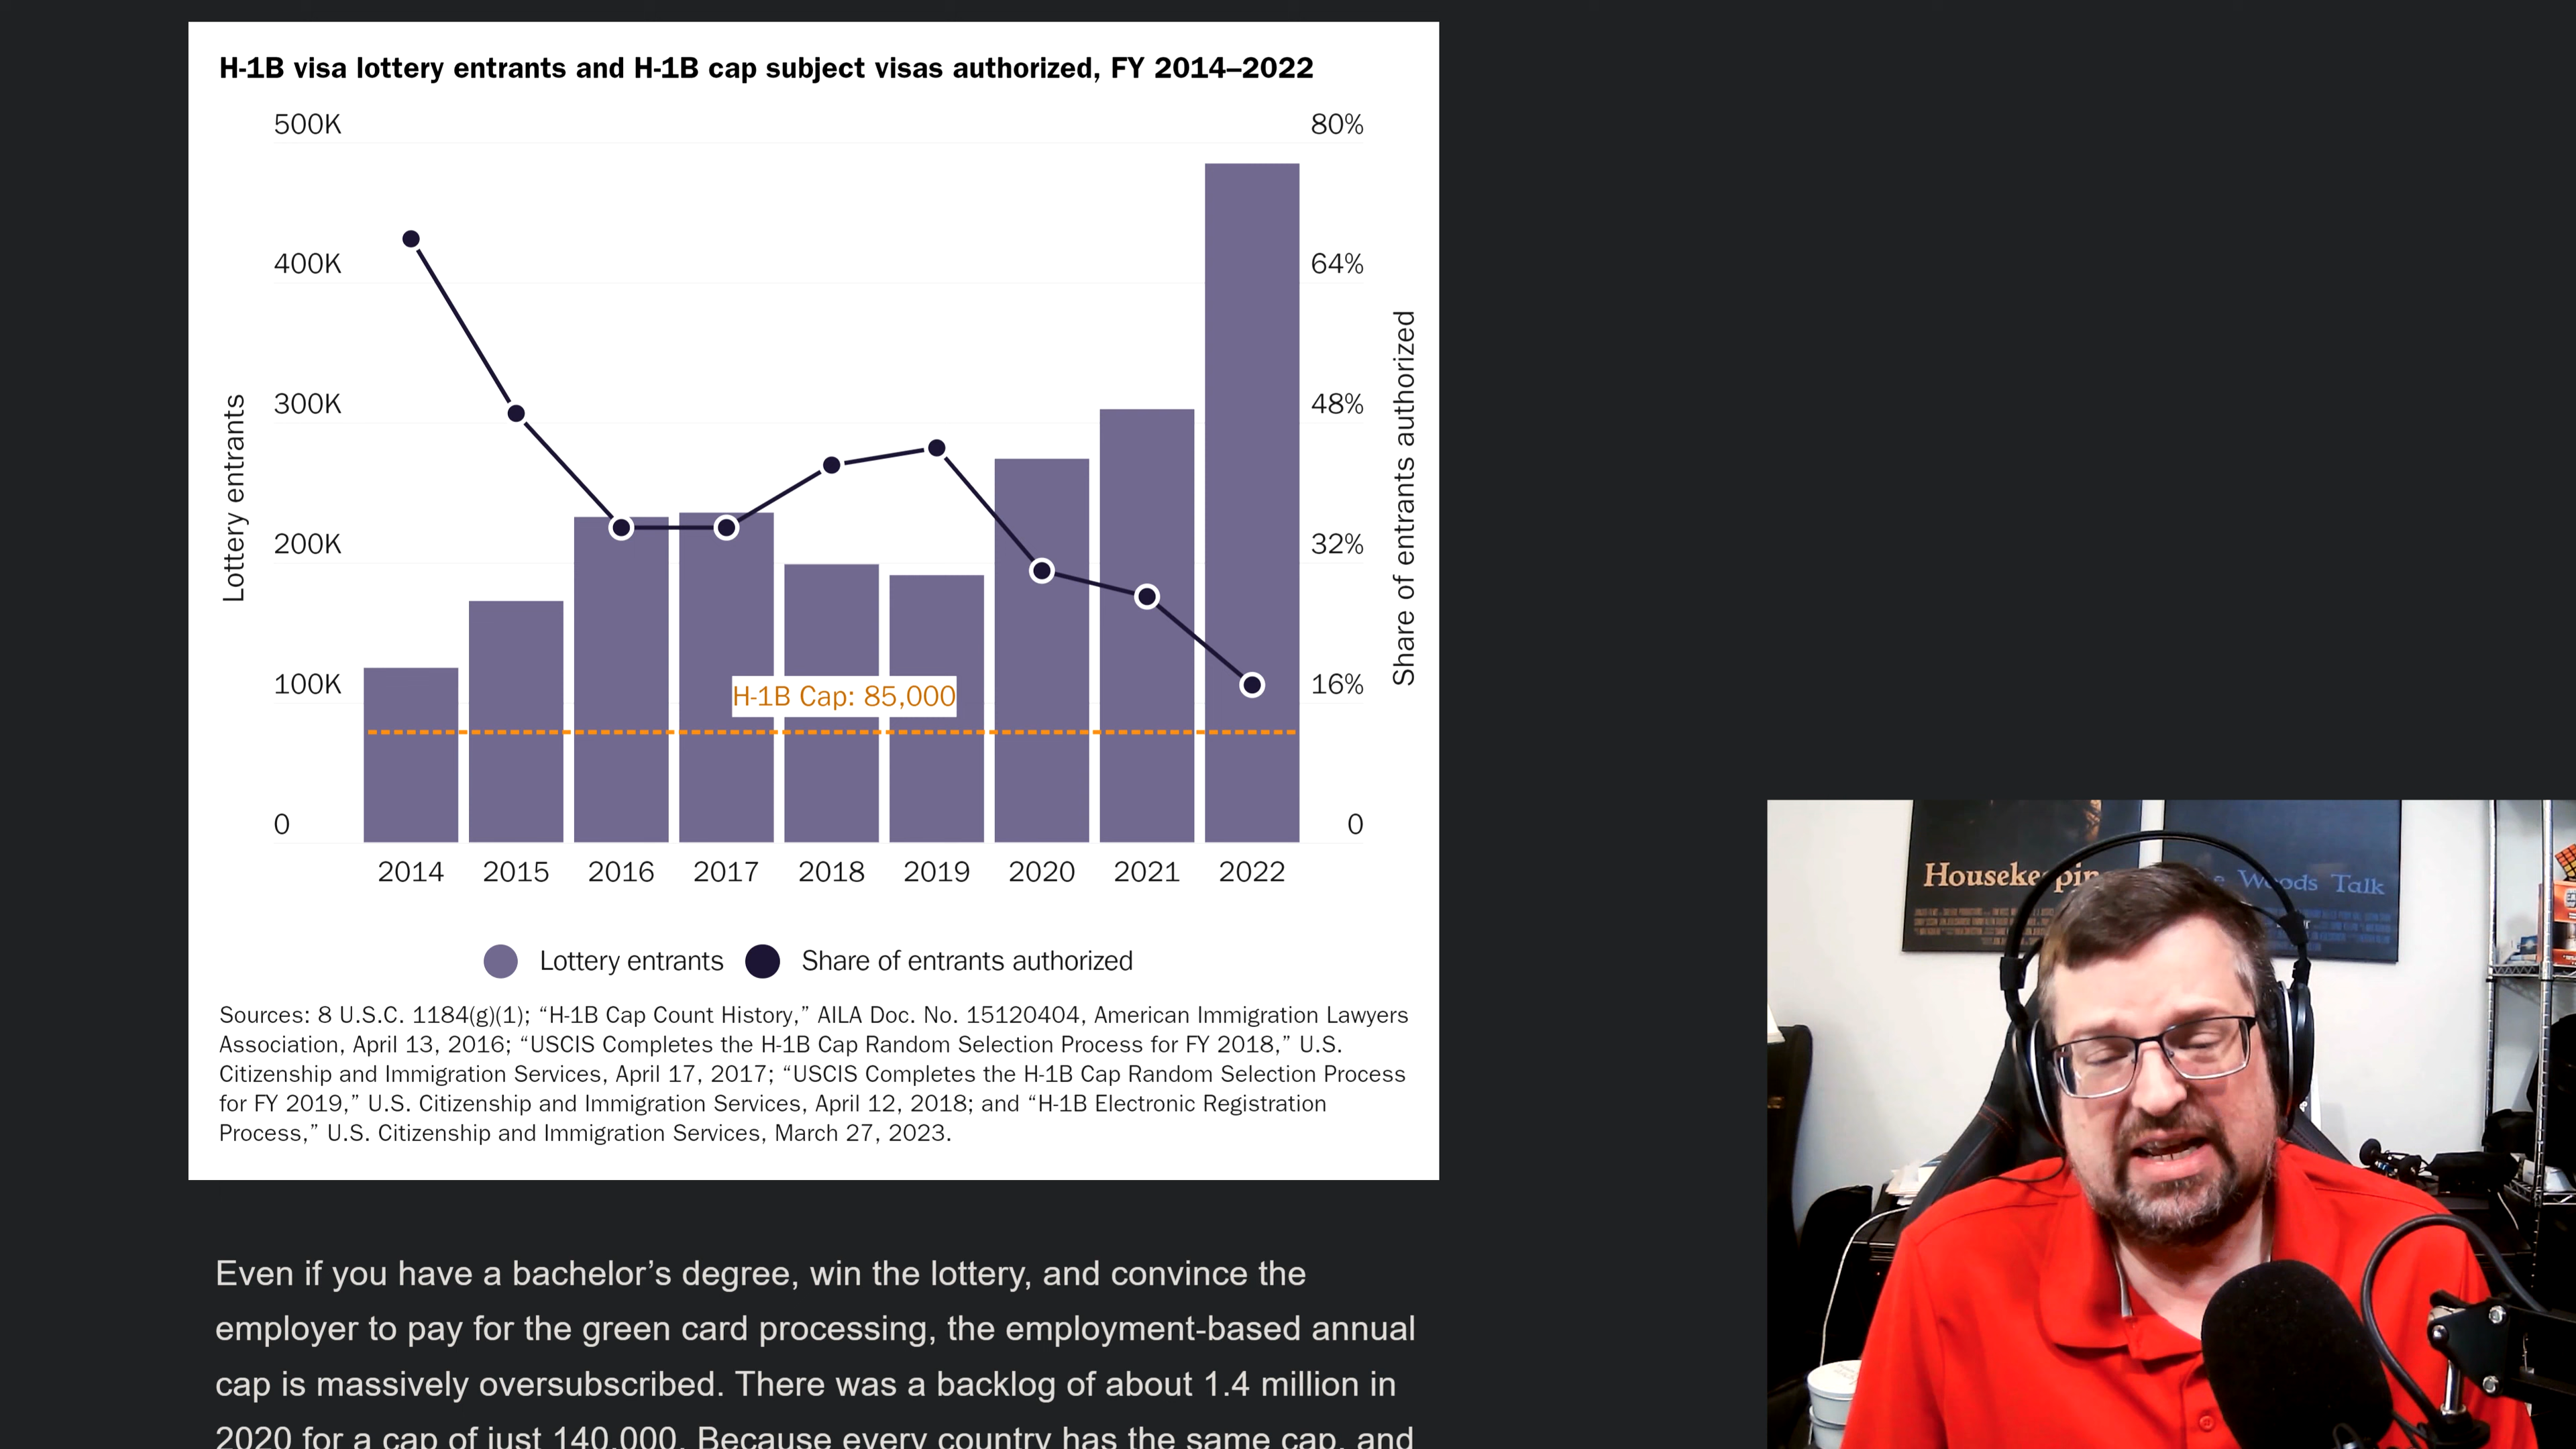 H-1B visa lottery entrants and H-1B cap subject visas authorized, FY 2014–2022
500K
80%
400K
64%
300K
48%
200K
32%
100K
16%
0
0
Lottery entrants
Share of entrants authorized
H-1B Cap: 85,000
2014 2015 2016 2017 2018 2019 2020 2021 2022
Lottery entrants Share of entrants authorized
Sources: 8 U.S.C. 1184(g)(1); “H-1B Cap Count History,” AILA Doc. No. 15120404, American Immigration Lawyers
Association, April 13, 2016; “USCIS Completes the H-1B Cap Random Selection Process for FY 2018,” U.S.
Citizenship and Immigration Services, April 17, 2017; “USCIS Completes the H-1B Cap Random Selection Process
for FY 2019,” U.S. Citizenship and Immigration Services, April 12, 2018; and “H-1B Electronic Registration
Process,” U.S. Citizenship and Immigration Services, March 27, 2023.
Even if you have a bachelor’s degree, win the lottery, and convince the
employer to pay for the green card processing, the employment-based annual
cap is massively oversubscribed. There was a backlog of about 1.4 million in
2020 for a cap of just 140,000. Because every country has the same cap, and
Woods Talk